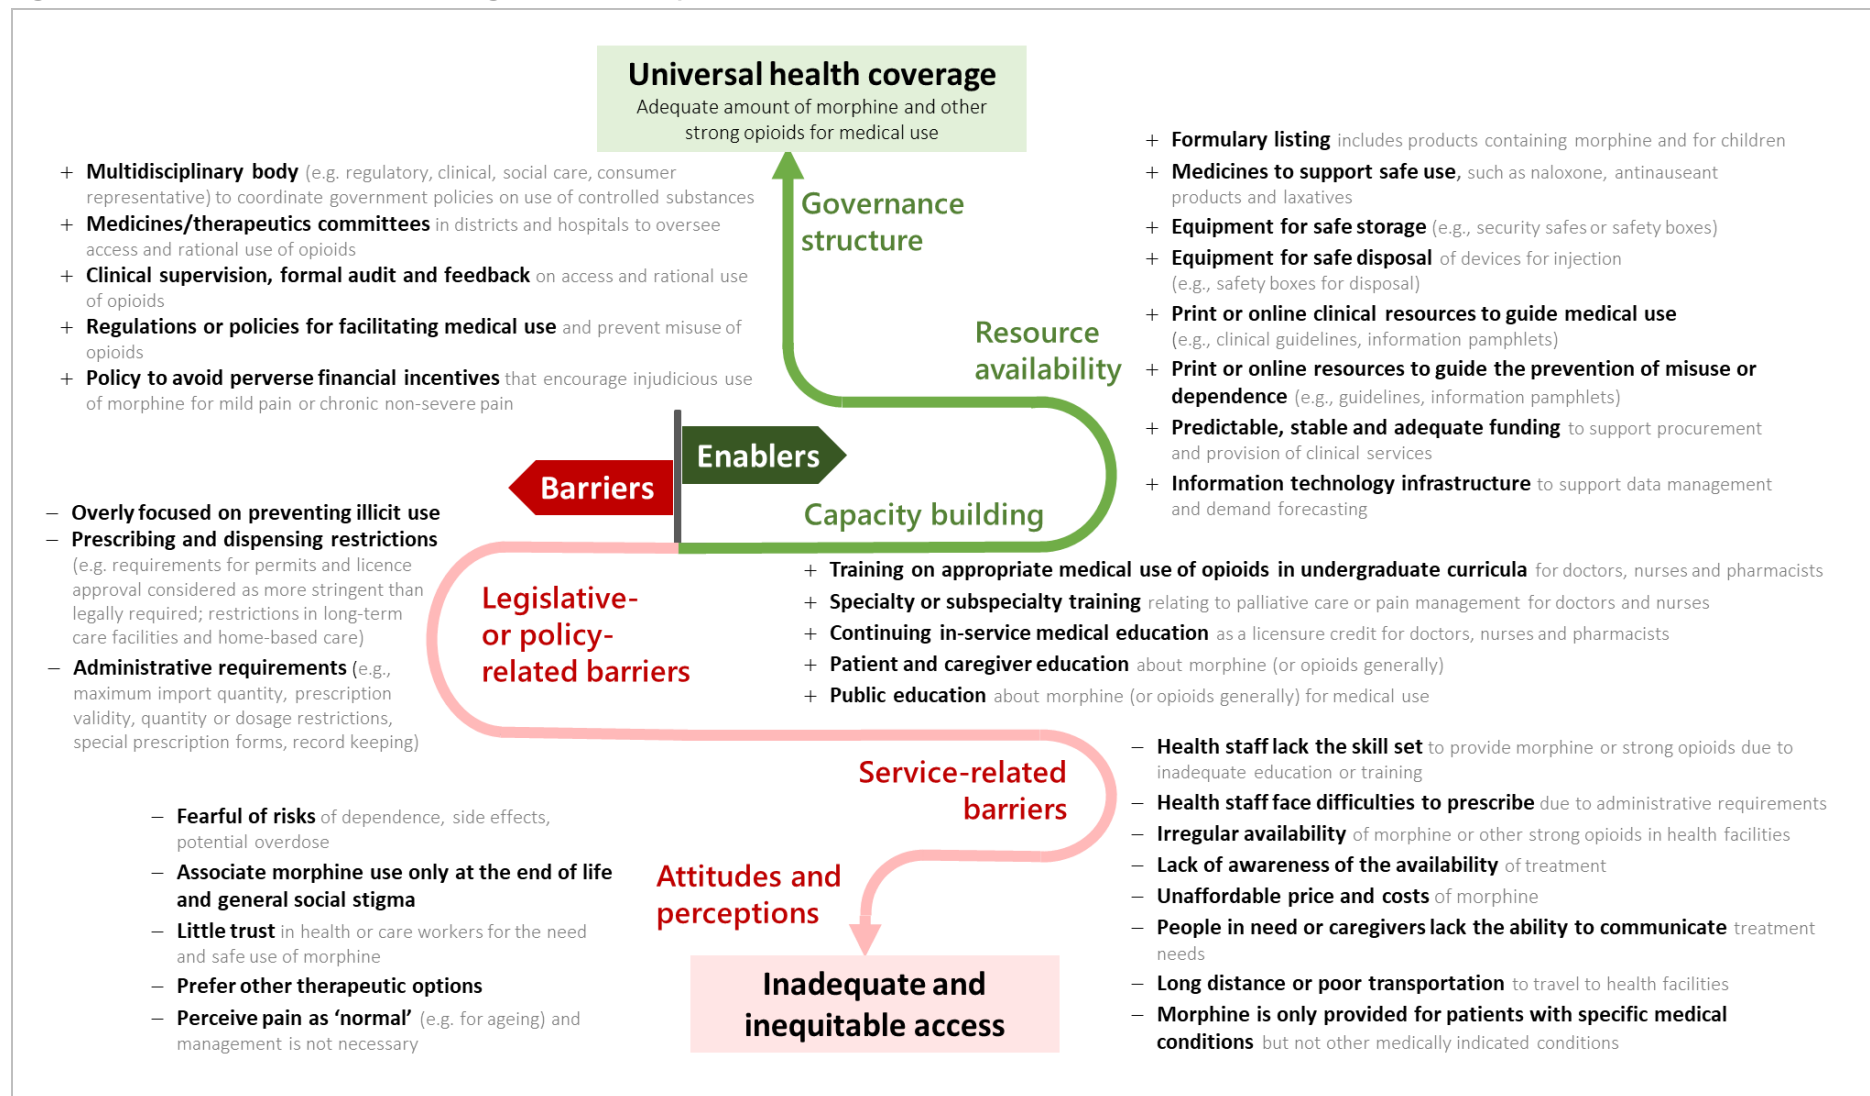 Universal health coverage
Adequate amount of morphine and other
strong opioids for medical use
+ Multidisciplinary body (e.g. regulatory, clinical, social care, consumer
representative) to coordinate government policies on use of controlled substances
+ Medicines/therapeutics committees in districts and hospitals to oversee
access and rational use of opioids
+ Clinical supervision, formal audit and feedback on access and rational use
of opioids
+ Regulations or policies for facilitating medical use and prevent misuse of
opioids
+ Policy to avoid perverse financial incentives that encourage injudicious use
of morphine for mild pain or chronic non-severe pain
Governance
structure
+ Formulary listing includes products containing morphine and for children
+ Medicines to support safe use, such as naloxone, antinauseant
products and laxatives
+ Equipment for safe storage (e.g., security safes or safety boxes)
+ Equipment for safe disposal of devices for injection
(e.g., safety boxes for disposal)
+ Print or online clinical resources to guide medical use
(e.g., clinical guidelines, information pamphlets)
+ Print or online resources to guide the prevention of misuse or
dependence (e.g., guidelines, information pamphlets)
+ Predictable, stable and adequate funding to support procurement
and provision of clinical services
+ Information technology infrastructure to support data management
and demand forecasting
Resource
availability
Enablers
Barriers
Capacity building
+ Training on appropriate medical use of opioids in undergraduate curricula for doctors, nurses and pharmacists
+ Specialty or subspecialty training relating to palliative care or pain management for doctors and nurses
+ Continuing in-service medical education as a licensure credit for doctors, nurses and pharmacists
+ Patient and caregiver education about morphine (or opioids generally)
+ Public education about morphine (or opioids generally) for medical use
– Overly focused on preventing illicit use
– Prescribing and dispensing restrictions
(e.g. requirements for permits and licence
approval considered as more stringent than
legally required; restrictions in long-term
care facilities and home-based care)
– Administrative requirements (e.g.,
maximum import quantity, prescription
validity, quantity or dosage restrictions,
special prescription forms, record keeping)
Legislative-
or policy-
related barriers
Service-related
barriers
– Health staff lack the skill set to provide morphine or strong opioids due to
inadequate education or training
– Health staff face difficulties to prescribe due to administrative requirements
– Irregular availability of morphine or other strong opioids in health facilities
– Lack of awareness of the availability of treatment
– Unaffordable price and costs of morphine
– People in need or caregivers lack the ability to communicate treatment
needs
– Long distance or poor transportation to travel to health facilities
– Morphine is only provided for patients with specific medical
conditions but not other medically indicated conditions
– Fearful of risks of dependence, side effects,
potential overdose
– Associate morphine use only at the end of life
and general social stigma
– Little trust in health or care workers for the need
and safe use of morphine
– Prefer other therapeutic options
– Perceive pain as ‘normal’ (e.g. for ageing) and
management is not necessary
Attitudes and
perceptions
Inadequate and
inequitable access